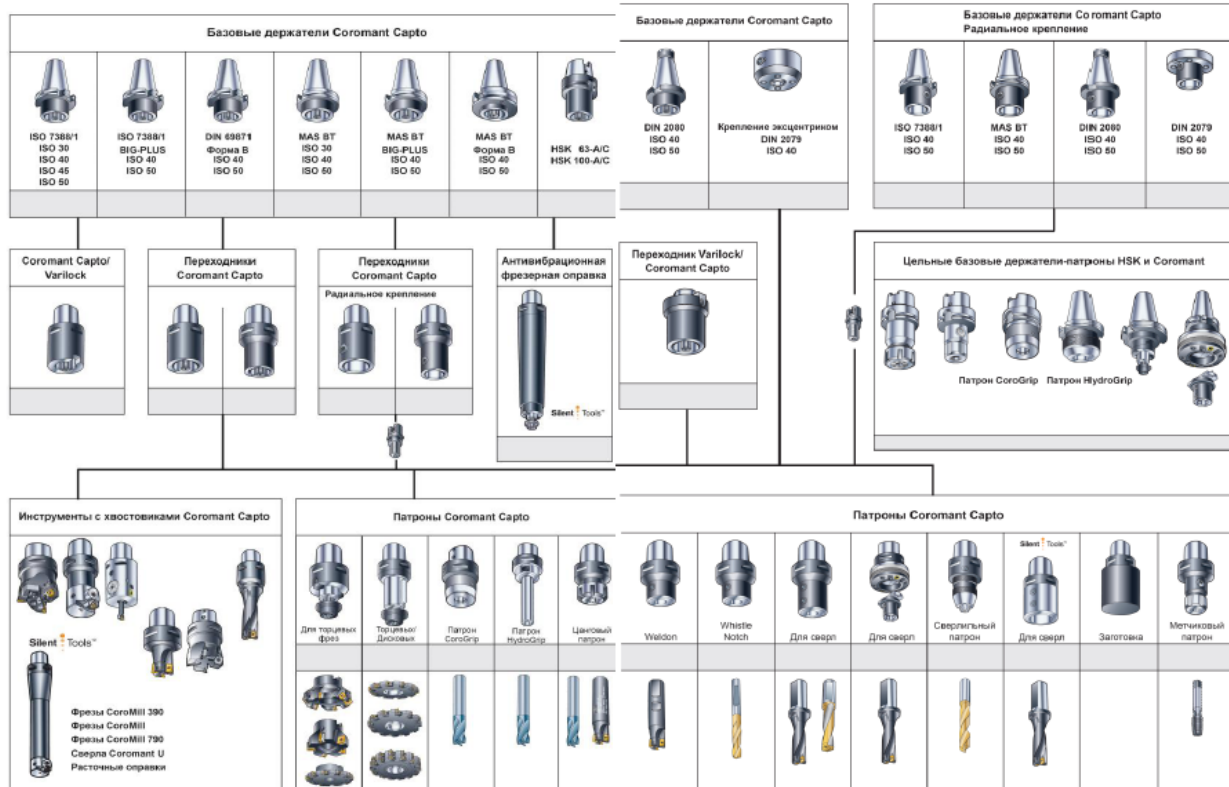 Базовые держатели Coromant Capto
ISO 7388/1
ISO 30
ISO 40
ISO 45
ISO 50
ISO 7388/1
BIG-PLUS
ISO 40
ISO 50
DIN 69871
Форма B
ISO 40
ISO 50
MAS BT
ISO 30
ISO 40
ISO 50
MAS BT
BIG-PLUS
ISO 40
ISO 50
MAS BT
Форма B
ISO 40
ISO 50
HSK 63-A/C
HSK 100-A/C
Базовые держатели Coromant Capto
DIN 2080
ISO 40
ISO 50
Крепление эксцентрином
DIN 2079
ISO 40
Базовые держатели Coromant Capto
Радиальное крепление
ISO 7388/1
ISO 40
ISO 50
MAS BT
ISO 40
ISO 50
DIN 2080
ISO 40
ISO 50
DIN 2079
ISO 40
ISO 50
Coromant Capto/
Varilock
Переходники
Coromant Capto
Переходники
Coromant Capto
Радиальное крепление
Антивибрационная
фрезерная оправка
Silent Tools™
Переходник Varilock/
Coromant Capto
Цельные базовые держатели-патроны HSK и Coromant
Патрон CoroGrip
Патрон HydroGrip
Инструменты с хвостовиками Coromant Capto
Silent Tools™
Фрезы CoroMill 390
Фрезы CoroMill
Фрезы CoroMill 790
Сверла Coromant U
Расточные оправки
Патроны Coromant Capto
Для торцевых
фрез
Торцевых/
Дисковых
Патрон
CoroGrip
Патрон
HydroGrip
Цанговый
патрон
Патроны Coromant Capto
Weldon
Whistle
Notch
Для сверл
Для сверл
Сверлильный
патрон
Silent Tools™
Для сверл
Заготовка
Метчиковый
патрон